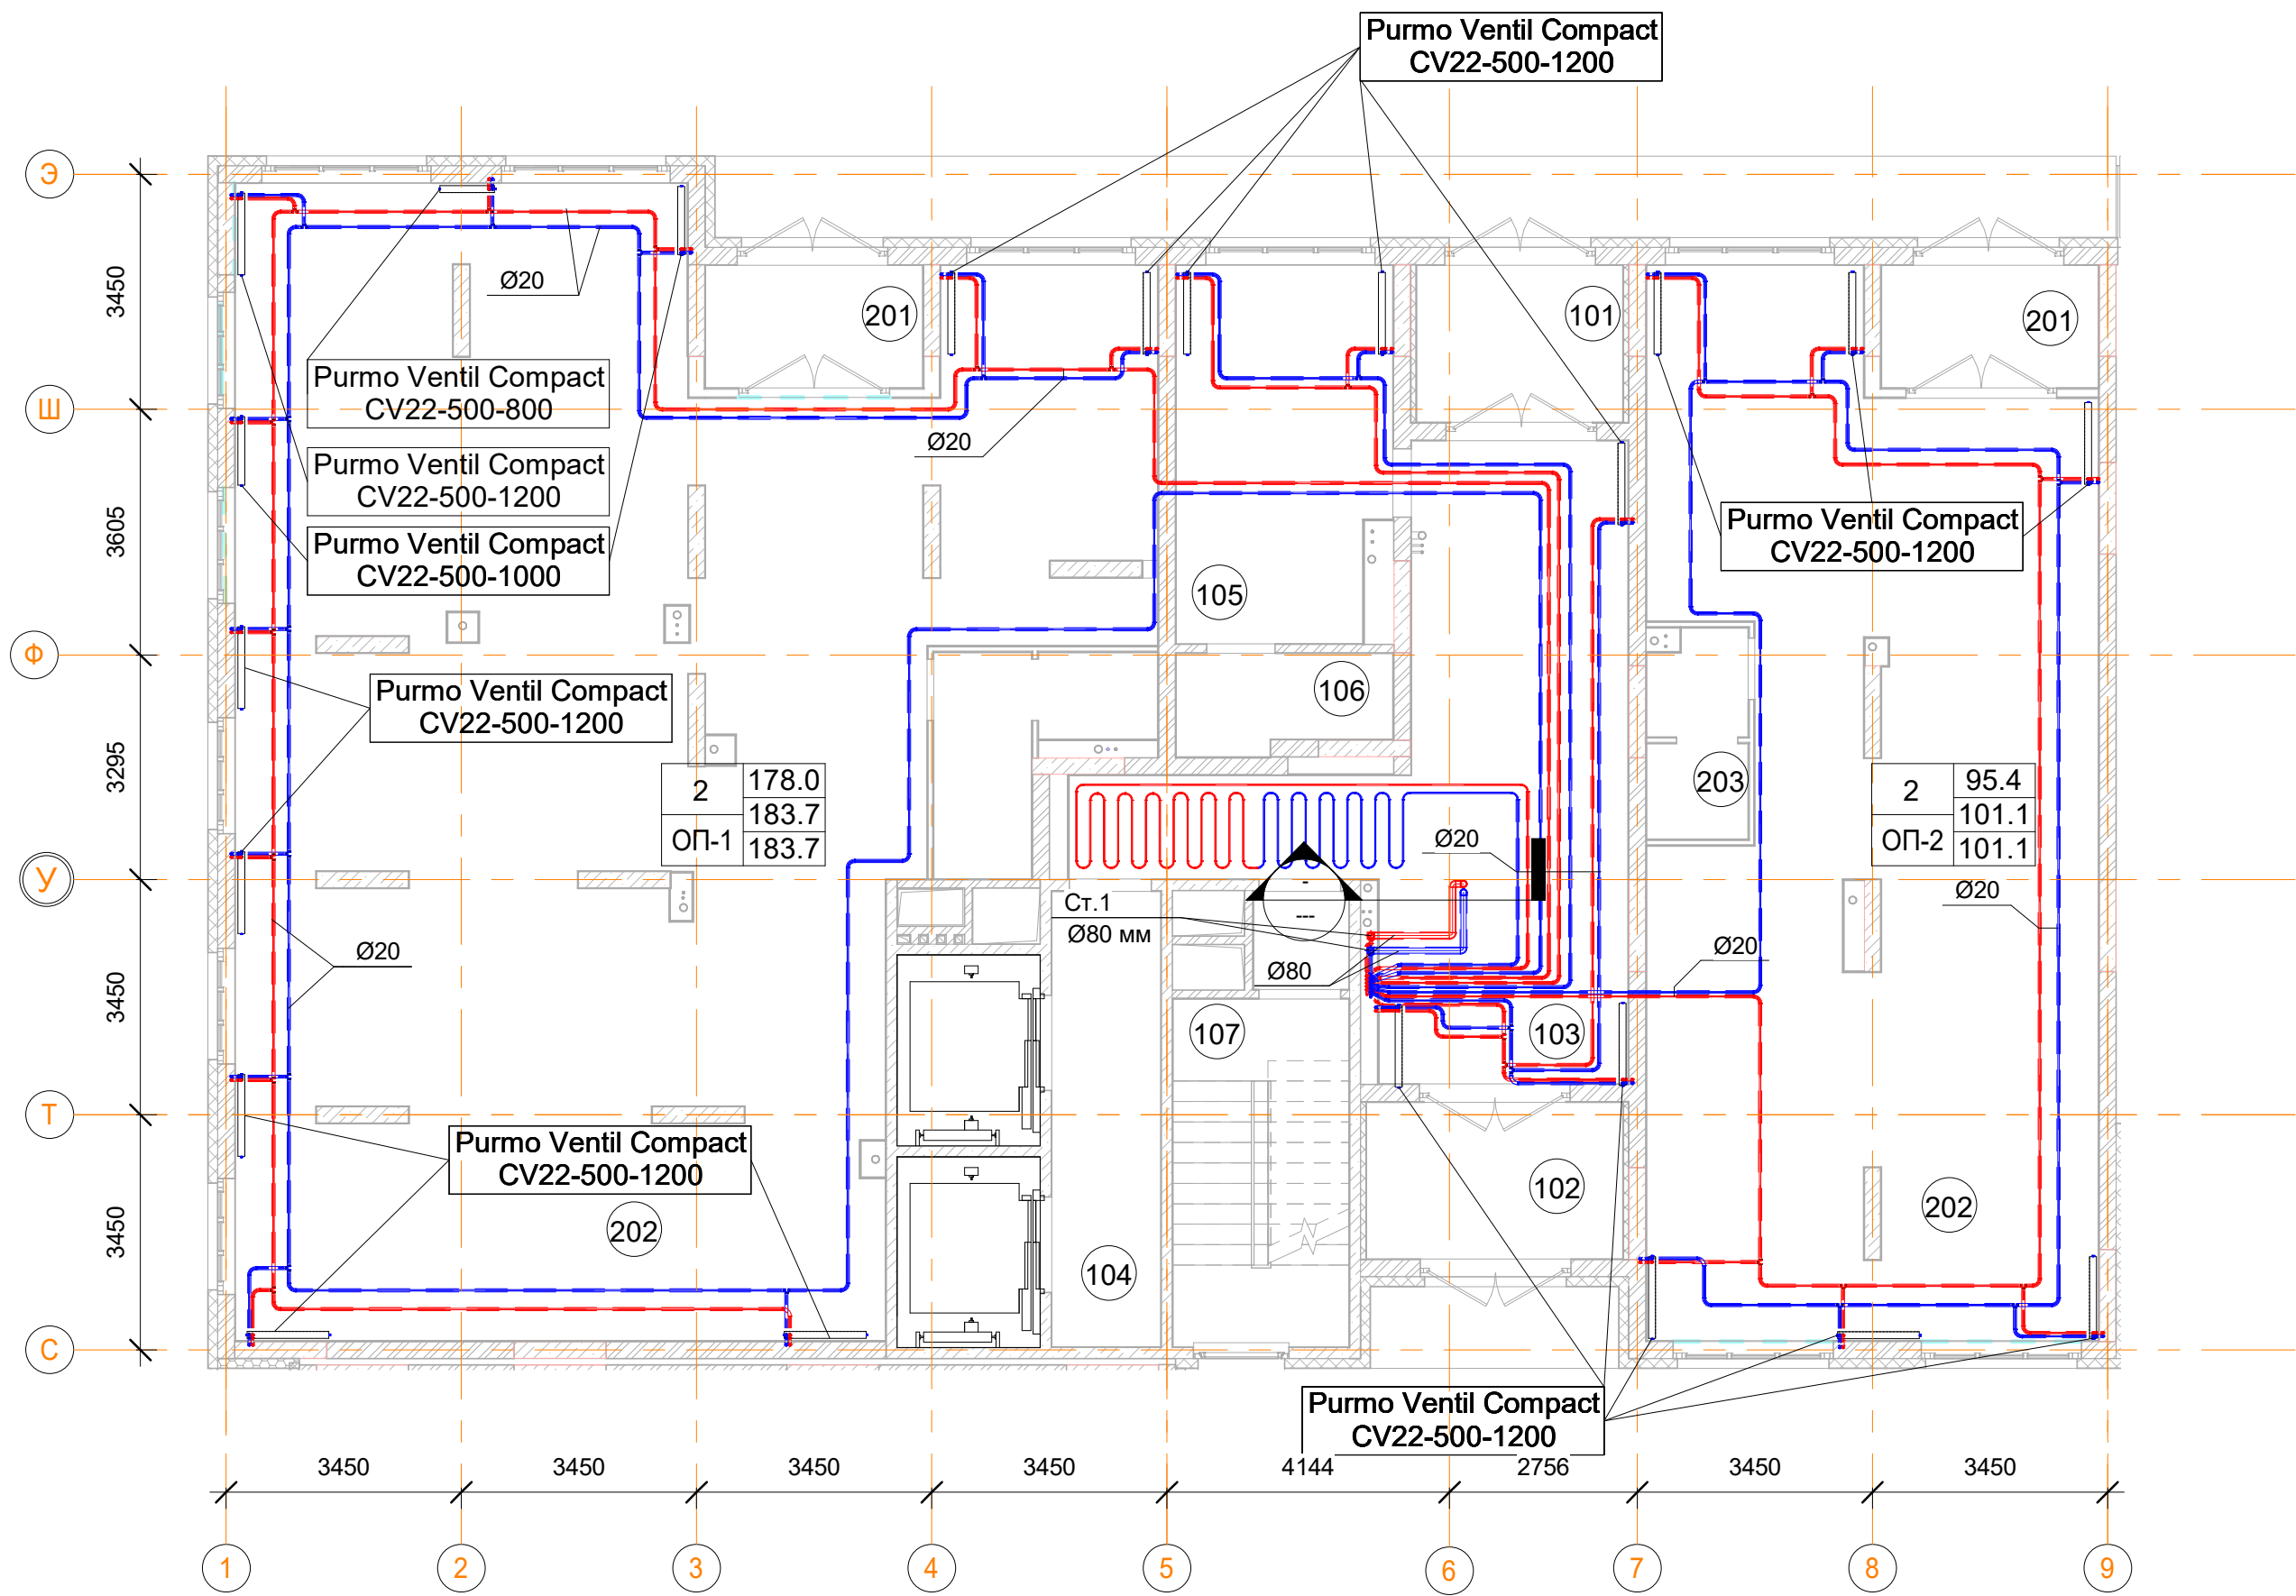 Purmo Ventil Compact
CV22-500-1200
Э
Ш
Ф
У
Т
С
3450
3605
3295
3450
3450
Ø20
201
101
201
Purmo Ventil Compact
CV22-500-800
Purmo Ventil Compact
CV22-500-1200
Purmo Ventil Compact
CV22-500-1000
Ø20
Purmo Ventil Compact
CV22-500-1200
105
106
Purmo Ventil Compact
CV22-500-1200
2
178.0
183.7
ОП-1
183.7
203
2
95.4
101.1
ОП-2
101.1
Ø20
Ø20
-
---
Ст.1
Ø80 мм
Ø80
Ø20
Ø20
107
103
Purmo Ventil Compact
CV22-500-1200
202
104
102
202
Purmo Ventil Compact
CV22-500-1200
3450
3450
3450
3450
4144
2756
3450
3450
1
2
3
4
5
6
7
8
9